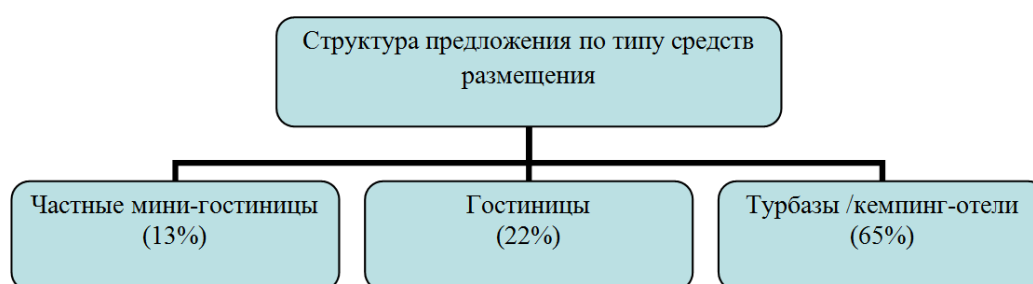 Структура предложения по типу средств
размещения
Частные мини-гостиницы
(13%)
Гостиницы
(22%)
Турбазы /кемпинг-отели
(65%)